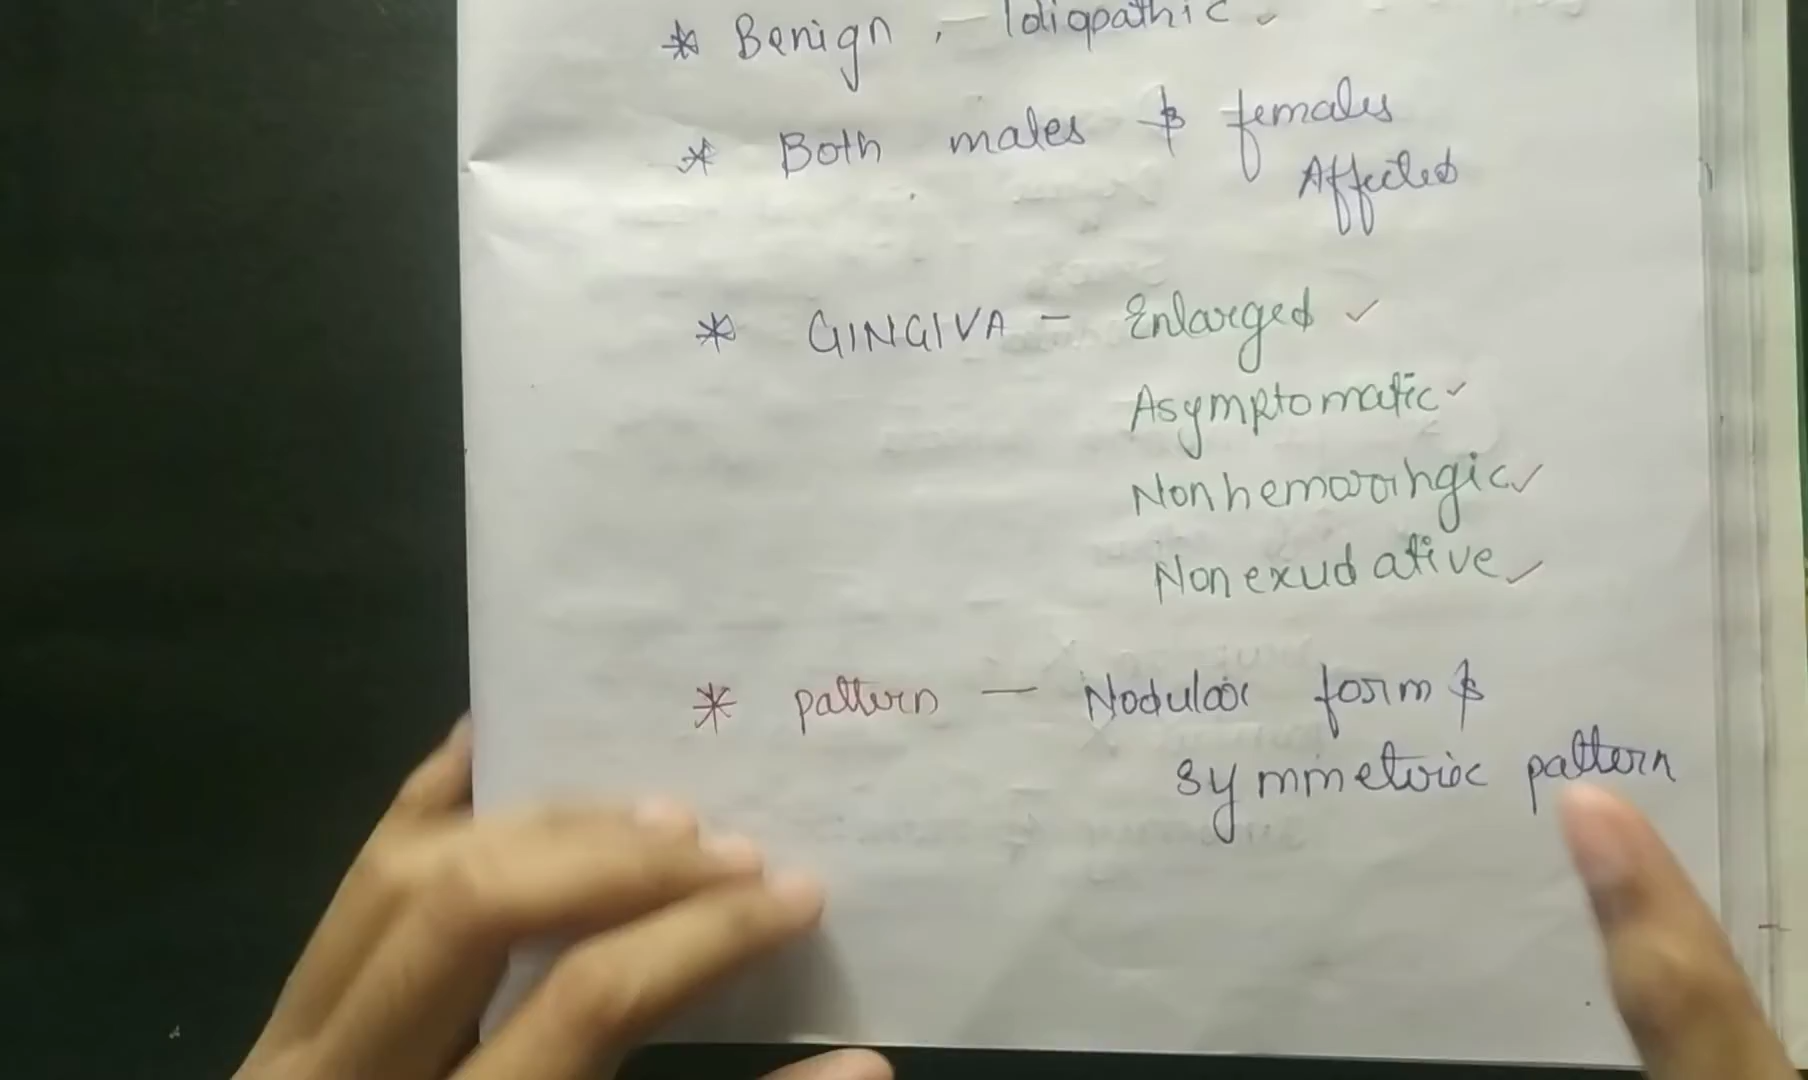 * Benign, - Idiopathic ✓
* Both males & females
Affected
* GINGIVA - Enlarged ✓
Asymptomatic ✓
Nonhemorrhgic ✓
Nonexudative ✓
* pattern — Nodular form &
symmetric pattern